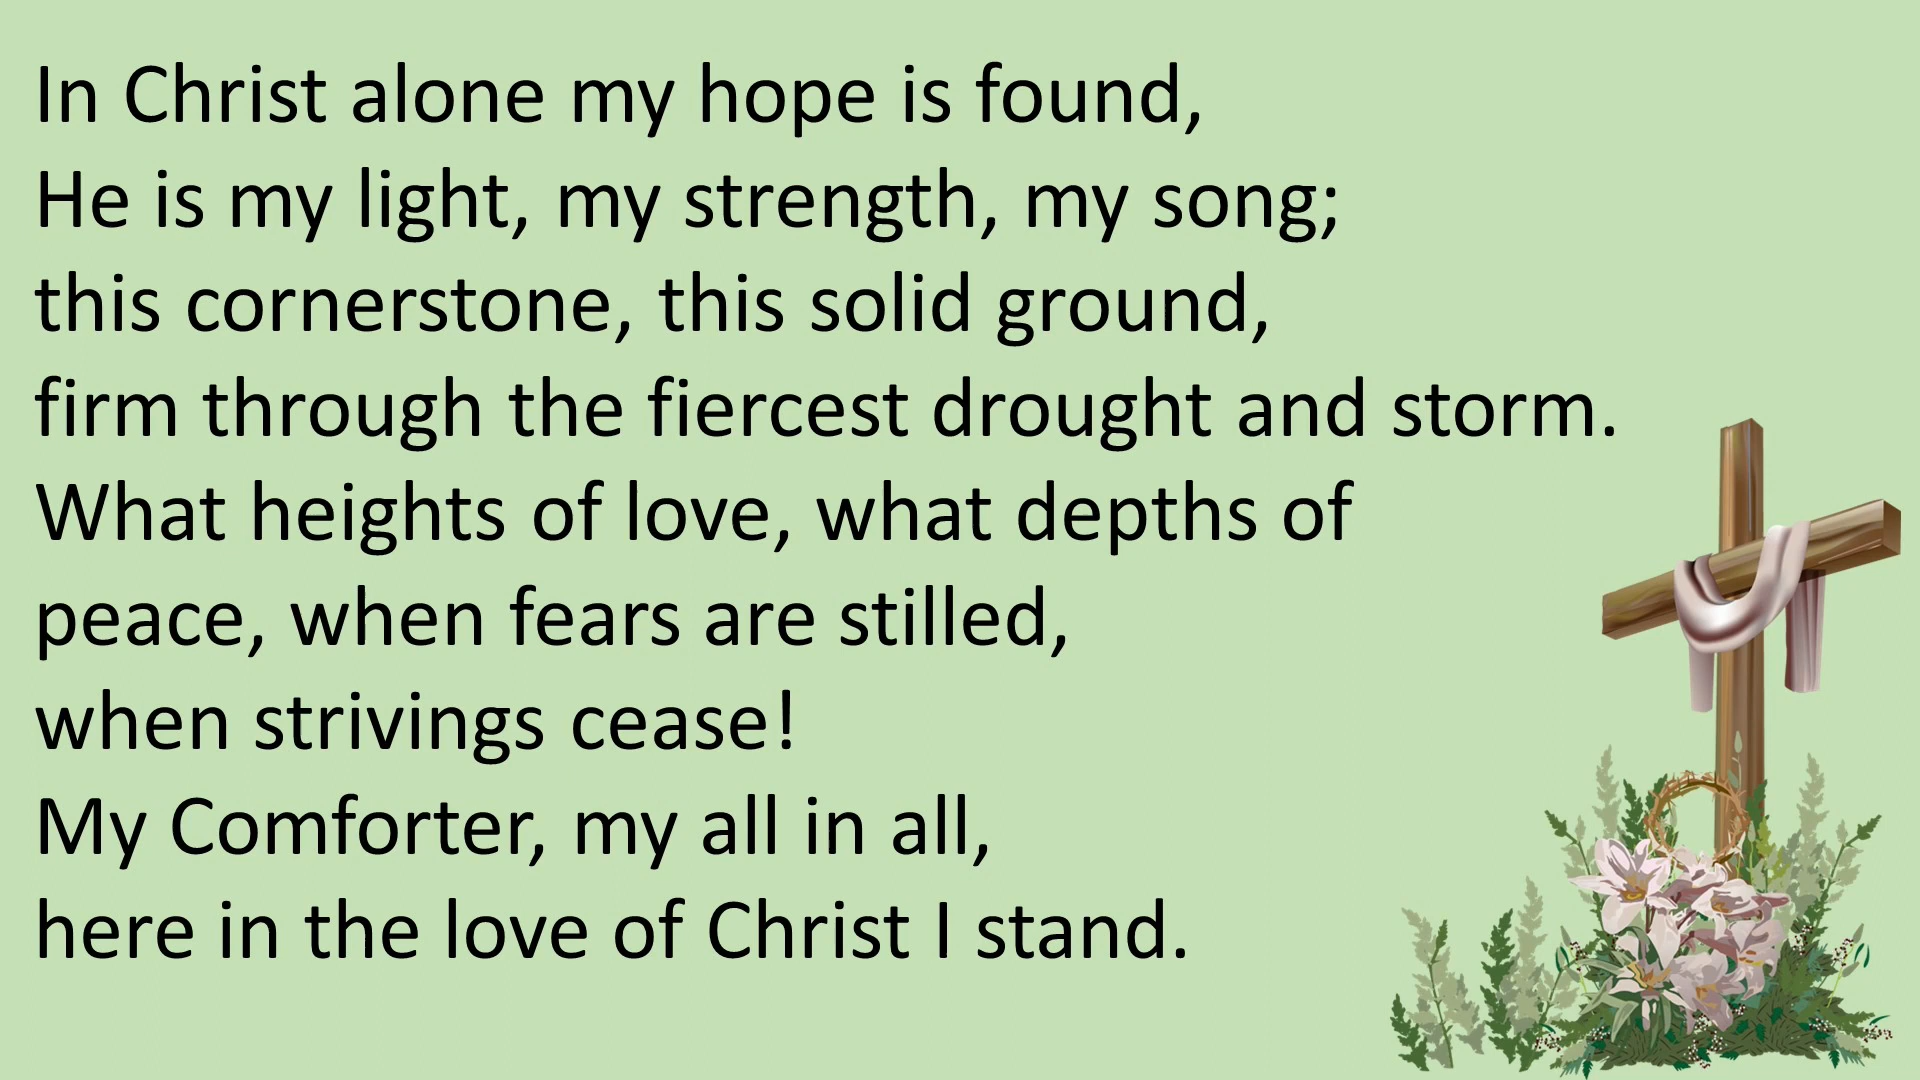 In Christ alone my hope is found,
He is my light, my strength, my song;
this cornerstone, this solid ground,
firm through the fiercest drought and storm.
What heights of love, what depths of
peace, when fears are stilled,
when strivings cease!
My Comforter, my all in all,
here in the love of Christ I stand.